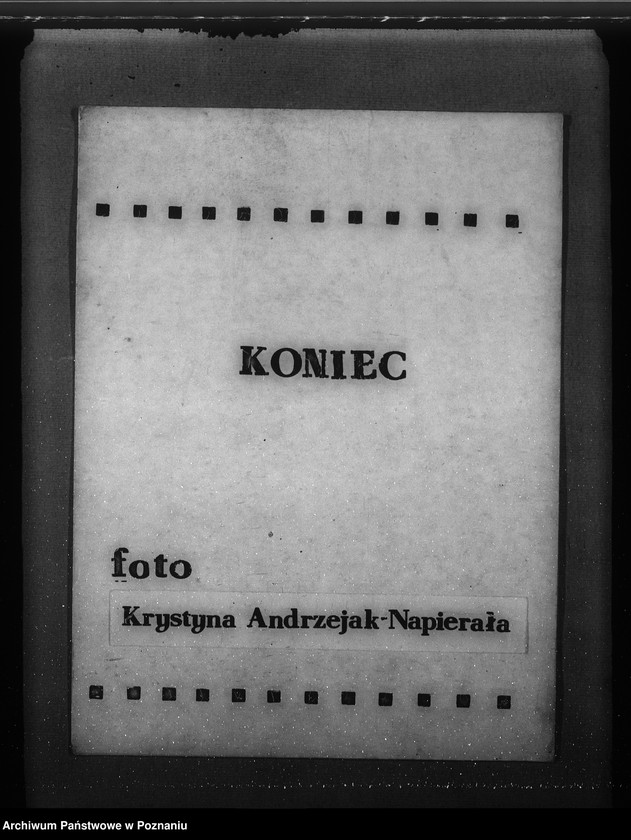 KONIEC
foto
Krystyna Andrzejak-Napierała
Archiwum Państwowe w Poznaniu